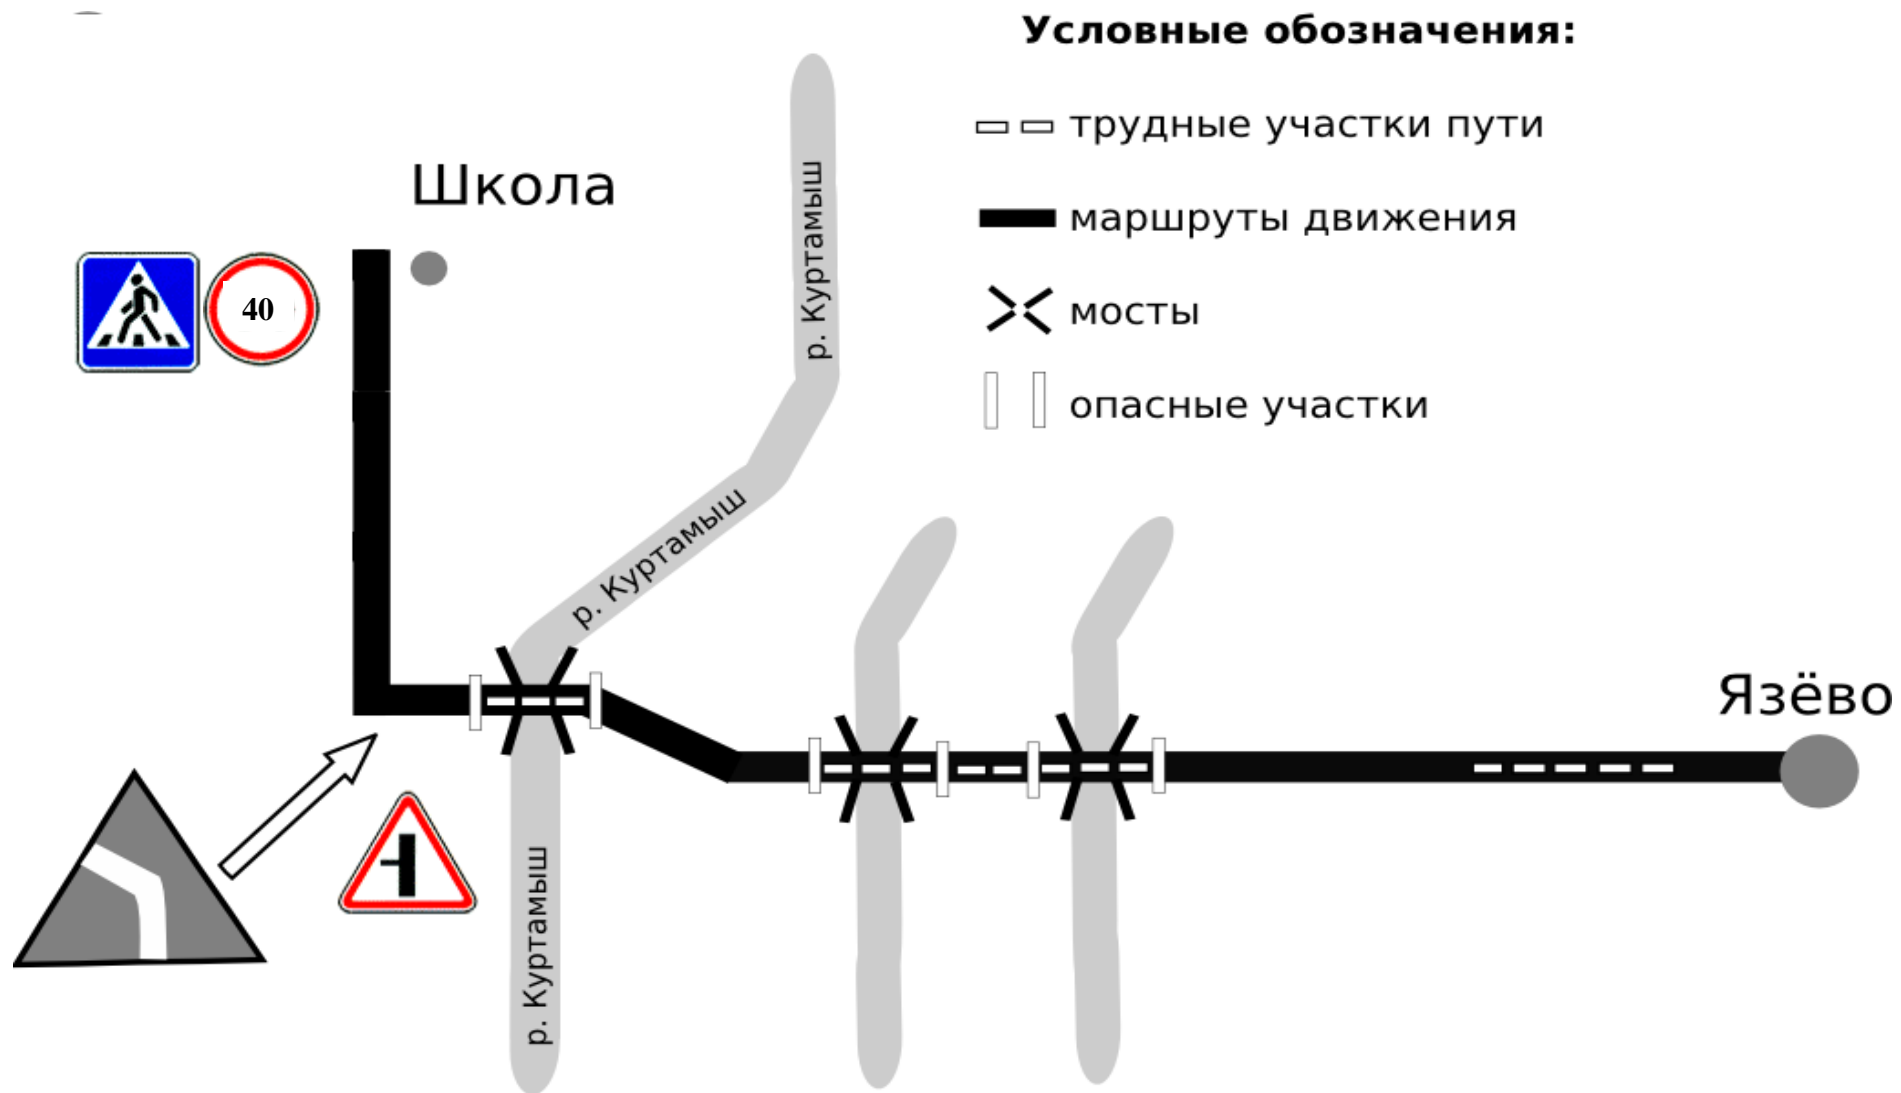 Условные обозначения:
трудные участки пути
Школа
маршруты движения
40
мосты
опасные участки
р. Куртамыш
р. Куртамыш
р. Куртамыш
Язёво